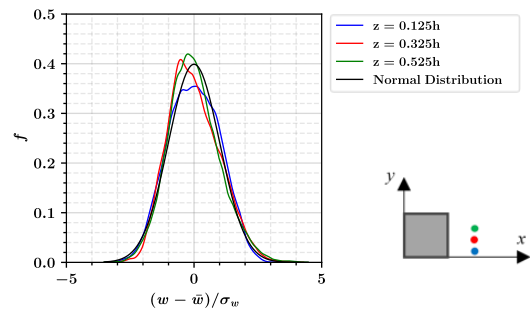 0.5
0.4
0.3
0.2
0.1
0.0
f
−5
0
5
(w − w̄)/σ_w
z = 0.125h
z = 0.325h
z = 0.525h
Normal Distribution
y
x